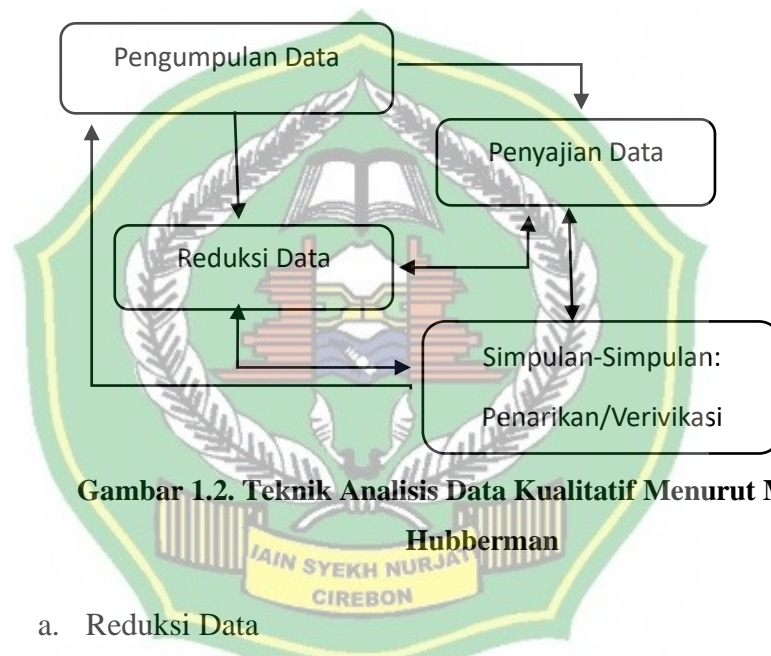 Pengumpulan Data
Penyajian Data
Reduksi Data
Simpulan-Simpulan:
Penarikan/Verivikasi
Gambar 1.2. Teknik Analisis Data Kualitatif Menurut
Hubberman
IAIN SYEKH NURJATI
CIREBON
a. Reduksi Data